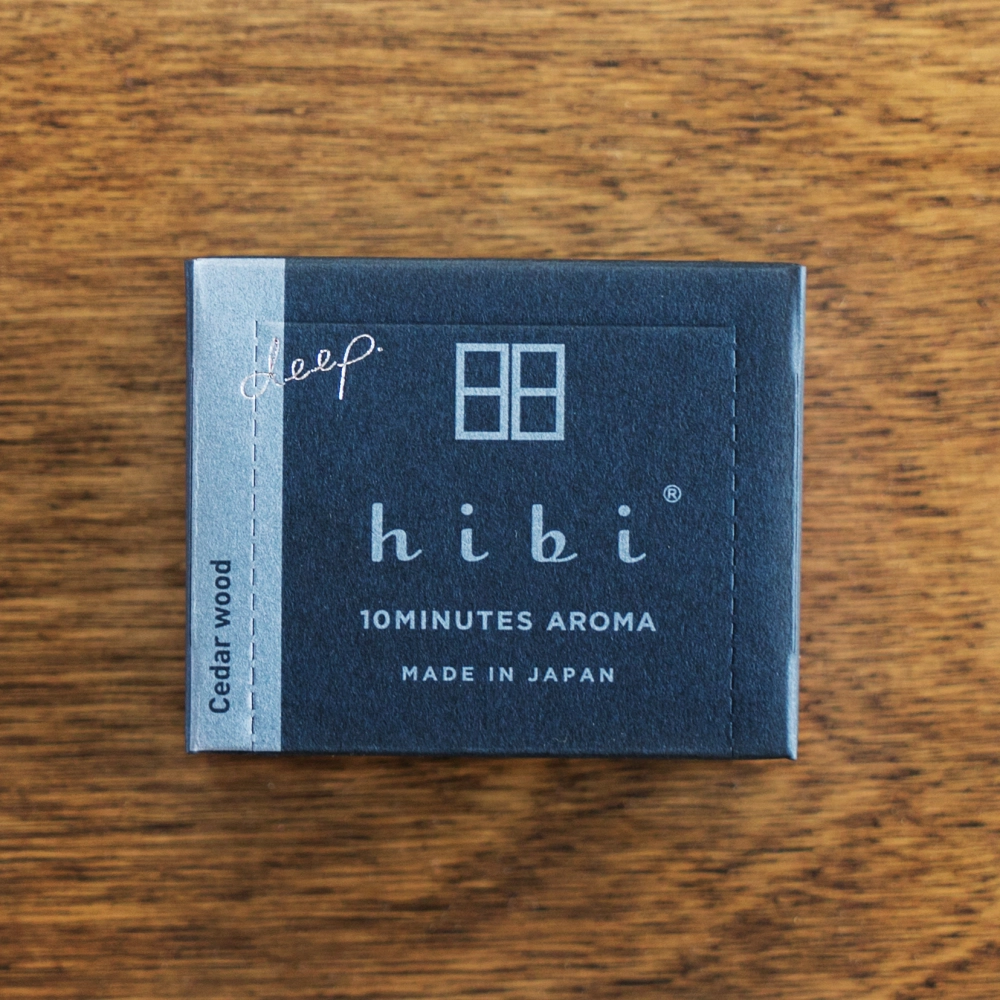 deep.
hibi®
10MINUTES AROMA
MADE IN JAPAN
Cedar wood